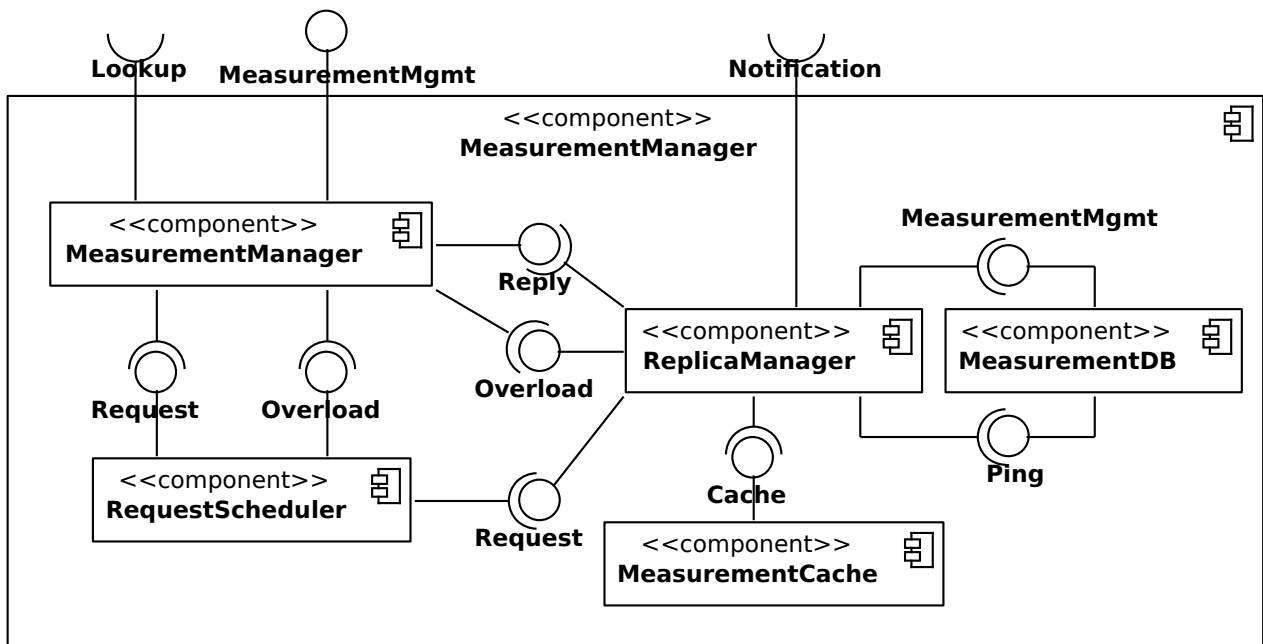 Lookup
MeasurementMgmt
Notification
<<component>>
MeasurementManager
<<component>>
MeasurementManager
MeasurementMgmt
Reply
<<component>>
ReplicaManager
<<component>>
MeasurementDB
Request
Overload
Overload
<<component>>
RequestScheduler
Request
Cache
Ping
<<component>>
MeasurementCache